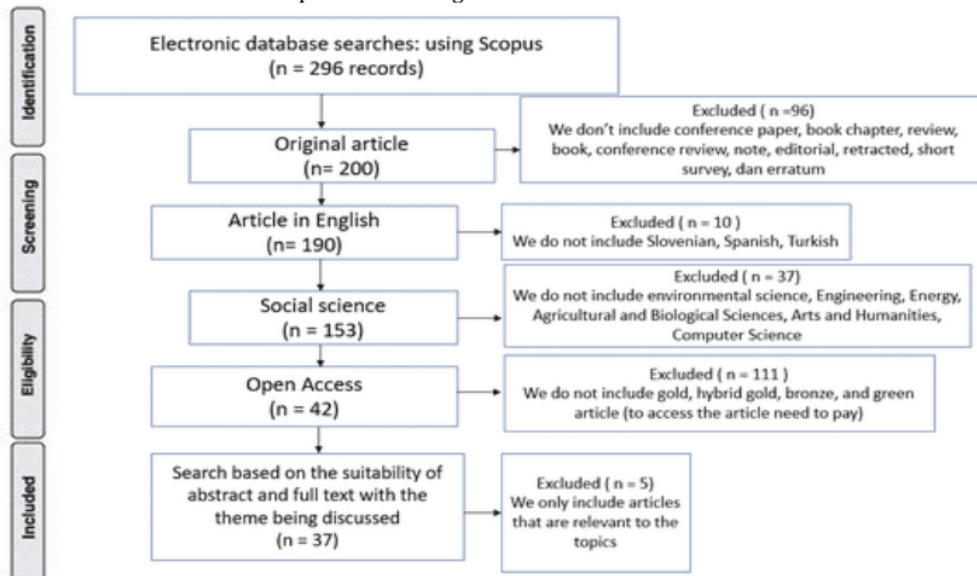 Identification
Electronic database searches: using Scopus
(n = 296 records)
Original article
(n= 200)
Excluded ( n =96)
We don't include conference paper, book chapter, review,
book, conference review, note, editorial, retracted, short
survey, dan erratum
Screening
Article in English
(n= 190)
Excluded ( n = 10 )
We do not include Slovenian, Spanish, Turkish
Social science
(n = 153)
Excluded ( n = 37)
We do not include environmental science, Engineering, Energy,
Agricultural and Biological Sciences, Arts and Humanities,
Computer Science
Eligibility
Open Access
(n = 42)
Excluded ( n = 111 )
We do not include gold, hybrid gold, bronze, and green
article (to access the article need to pay)
Included
Search based on the suitability of
abstract and full text with the
theme being discussed
(n = 37)
Excluded ( n = 5)
We only include articles
that are relevant to the
topics